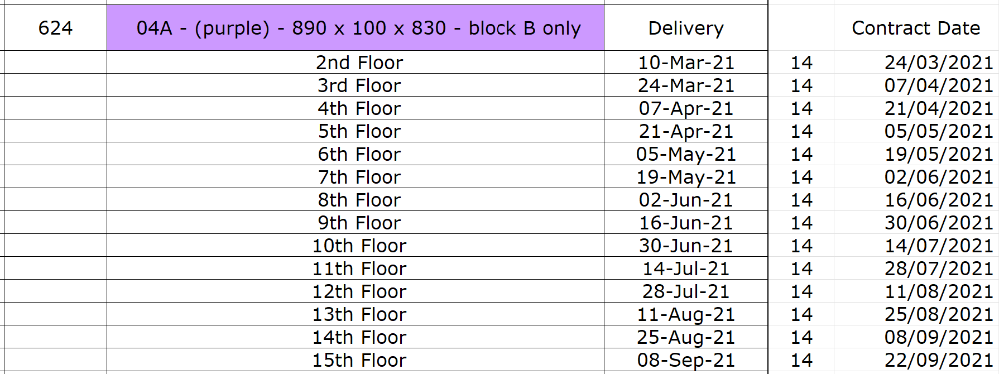 624 04A - (purple) - 890 x 100 x 830 - block B only Delivery Contract Date
2nd Floor 10-Mar-21 14 24/03/2021
3rd Floor 24-Mar-21 14 07/04/2021
4th Floor 07-Apr-21 14 21/04/2021
5th Floor 21-Apr-21 14 05/05/2021
6th Floor 05-May-21 14 19/05/2021
7th Floor 19-May-21 14 02/06/2021
8th Floor 02-Jun-21 14 16/06/2021
9th Floor 16-Jun-21 14 30/06/2021
10th Floor 30-Jun-21 14 14/07/2021
11th Floor 14-Jul-21 14 28/07/2021
12th Floor 28-Jul-21 14 11/08/2021
13th Floor 11-Aug-21 14 25/08/2021
14th Floor 25-Aug-21 14 08/09/2021
15th Floor 08-Sep-21 14 22/09/2021